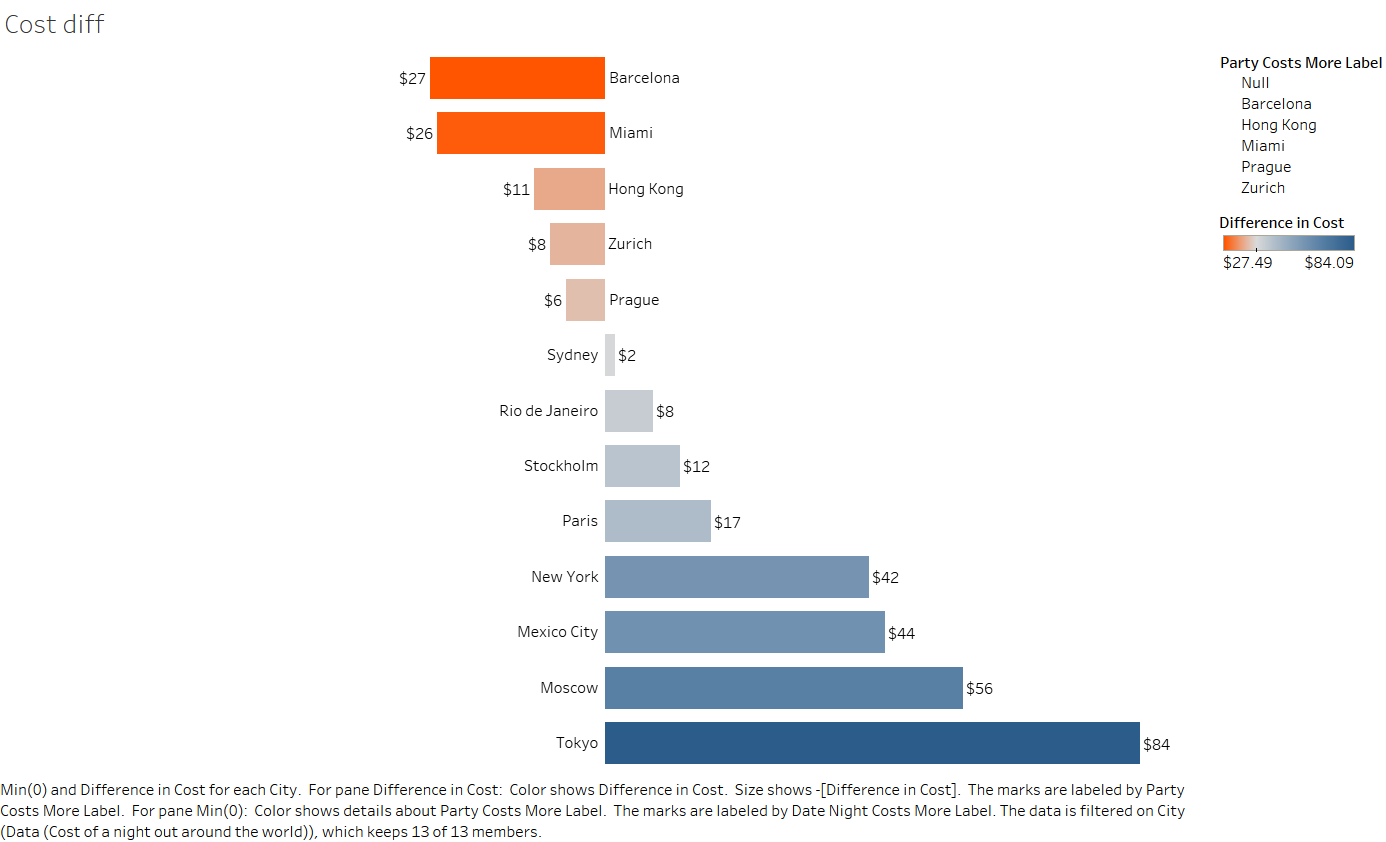 Cost diff
$27 Barcelona
$26 Miami
$11 Hong Kong
$8 Zurich
$6 Prague
Sydney $2
Rio de Janeiro $8
Stockholm $12
Paris $17
New York $42
Mexico City $44
Moscow $56
Tokyo $84
Party Costs More Label
Null
Barcelona
Hong Kong
Miami
Prague
Zurich
Difference in Cost
$27.49 $84.09
Min(0) and Difference in Cost for each City. For pane Difference in Cost: Color shows Difference in Cost. Size shows -[Difference in Cost]. The marks are labeled by Party
Costs More Label. For pane Min(0): Color shows details about Party Costs More Label. The marks are labeled by Date Night Costs More Label. The data is filtered on City
(Data (Cost of a night out around the world)), which keeps 13 of 13 members.